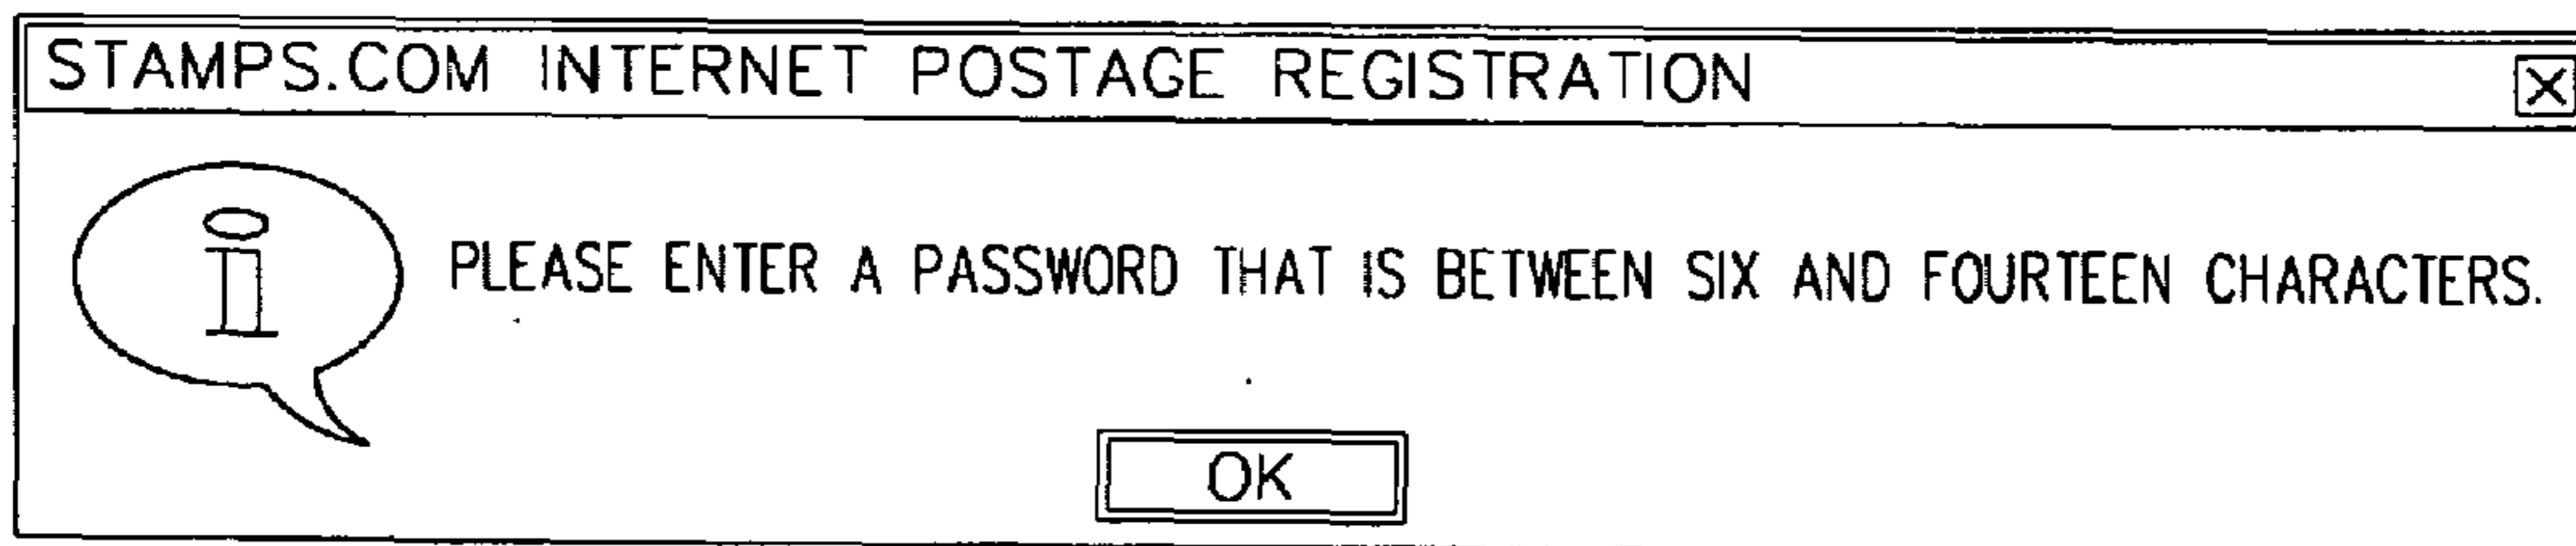 STAMPS.COM INTERNET POSTAGE REGISTRATION X
i PLEASE ENTER A PASSWORD THAT IS BETWEEN SIX AND FOURTEEN CHARACTERS.
OK